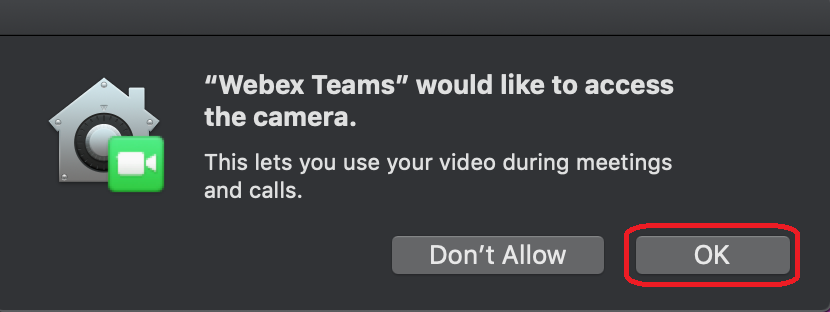 “Webex Teams” would like to access
the camera.
This lets you use your video during meetings
and calls.
Don’t Allow
OK